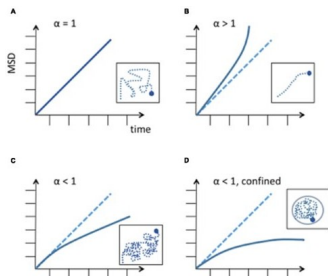 A
α = 1
MSD
time
B
α > 1
C
α < 1
D
α < 1, confined